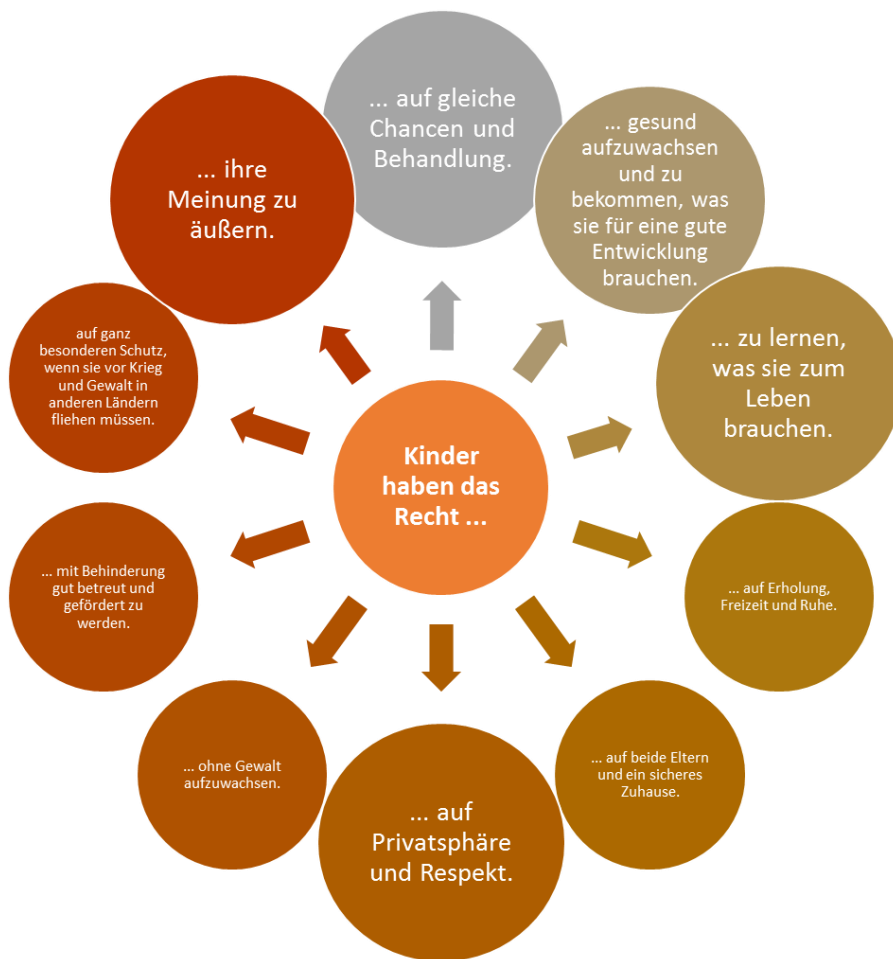 ... auf gleiche
Chancen und
Behandlung.
... gesund
aufzuwachsen
und zu
bekommen, was
sie für eine gute
Entwicklung
brauchen.
... zu lernen,
was sie zum
Leben
brauchen.
... auf Erholung,
Freizeit und Ruhe.
... auf beide Eltern
und ein sicheres
Zuhause.
... auf
Privatsphäre
und Respekt.
... ohne Gewalt
aufzuwachsen.
... mit Behinderung
gut betreut und
gefördert zu
werden.
auf ganz
besonderen Schutz,
wenn sie vor Krieg
und Gewalt in
anderen Ländern
fliehen müssen.
... ihre
Meinung zu
äußern.
Kinder
haben das
Recht ...